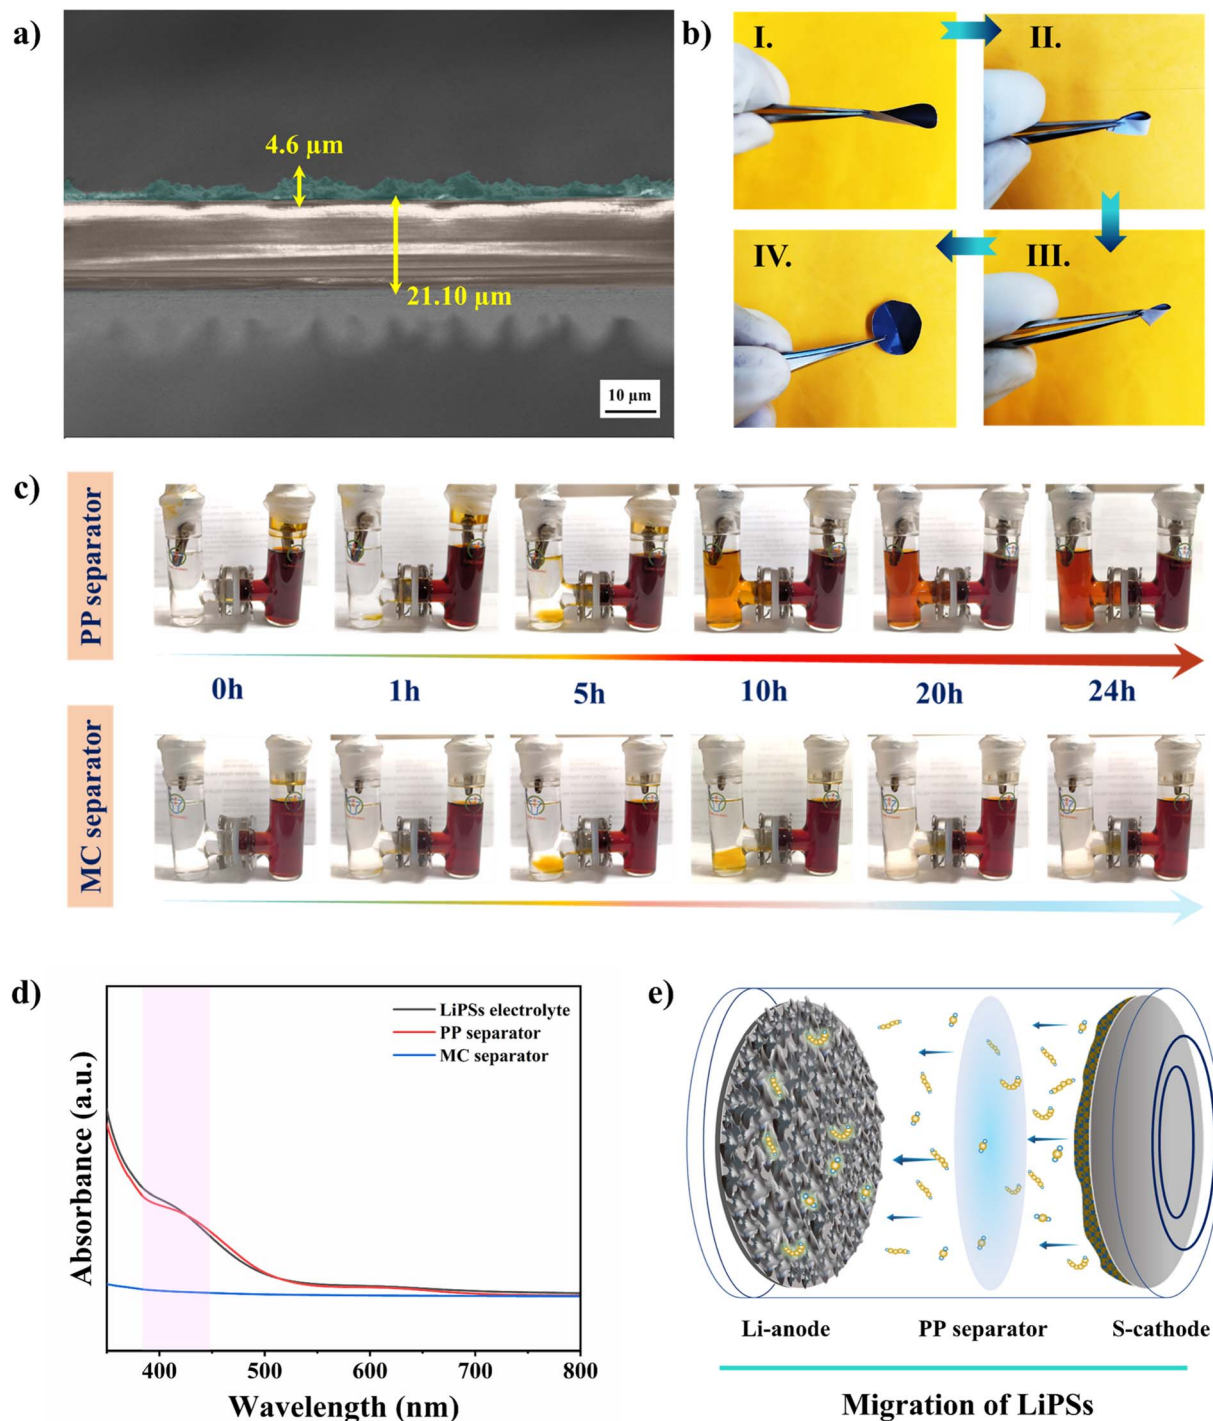 a)
4.6 µm
21.10 µm
10 µm
b)
I.
II.
III.
IV.
c)
PP separator
0h
1h
5h
10h
20h
24h
MC separator
d)
LiPSs electrolyte
PP separator
MC separator
Absorbance (a.u.)
400
500
600
700
800
Wavelength (nm)
e)
Li-anode
PP separator
S-cathode
Migration of LiPSs